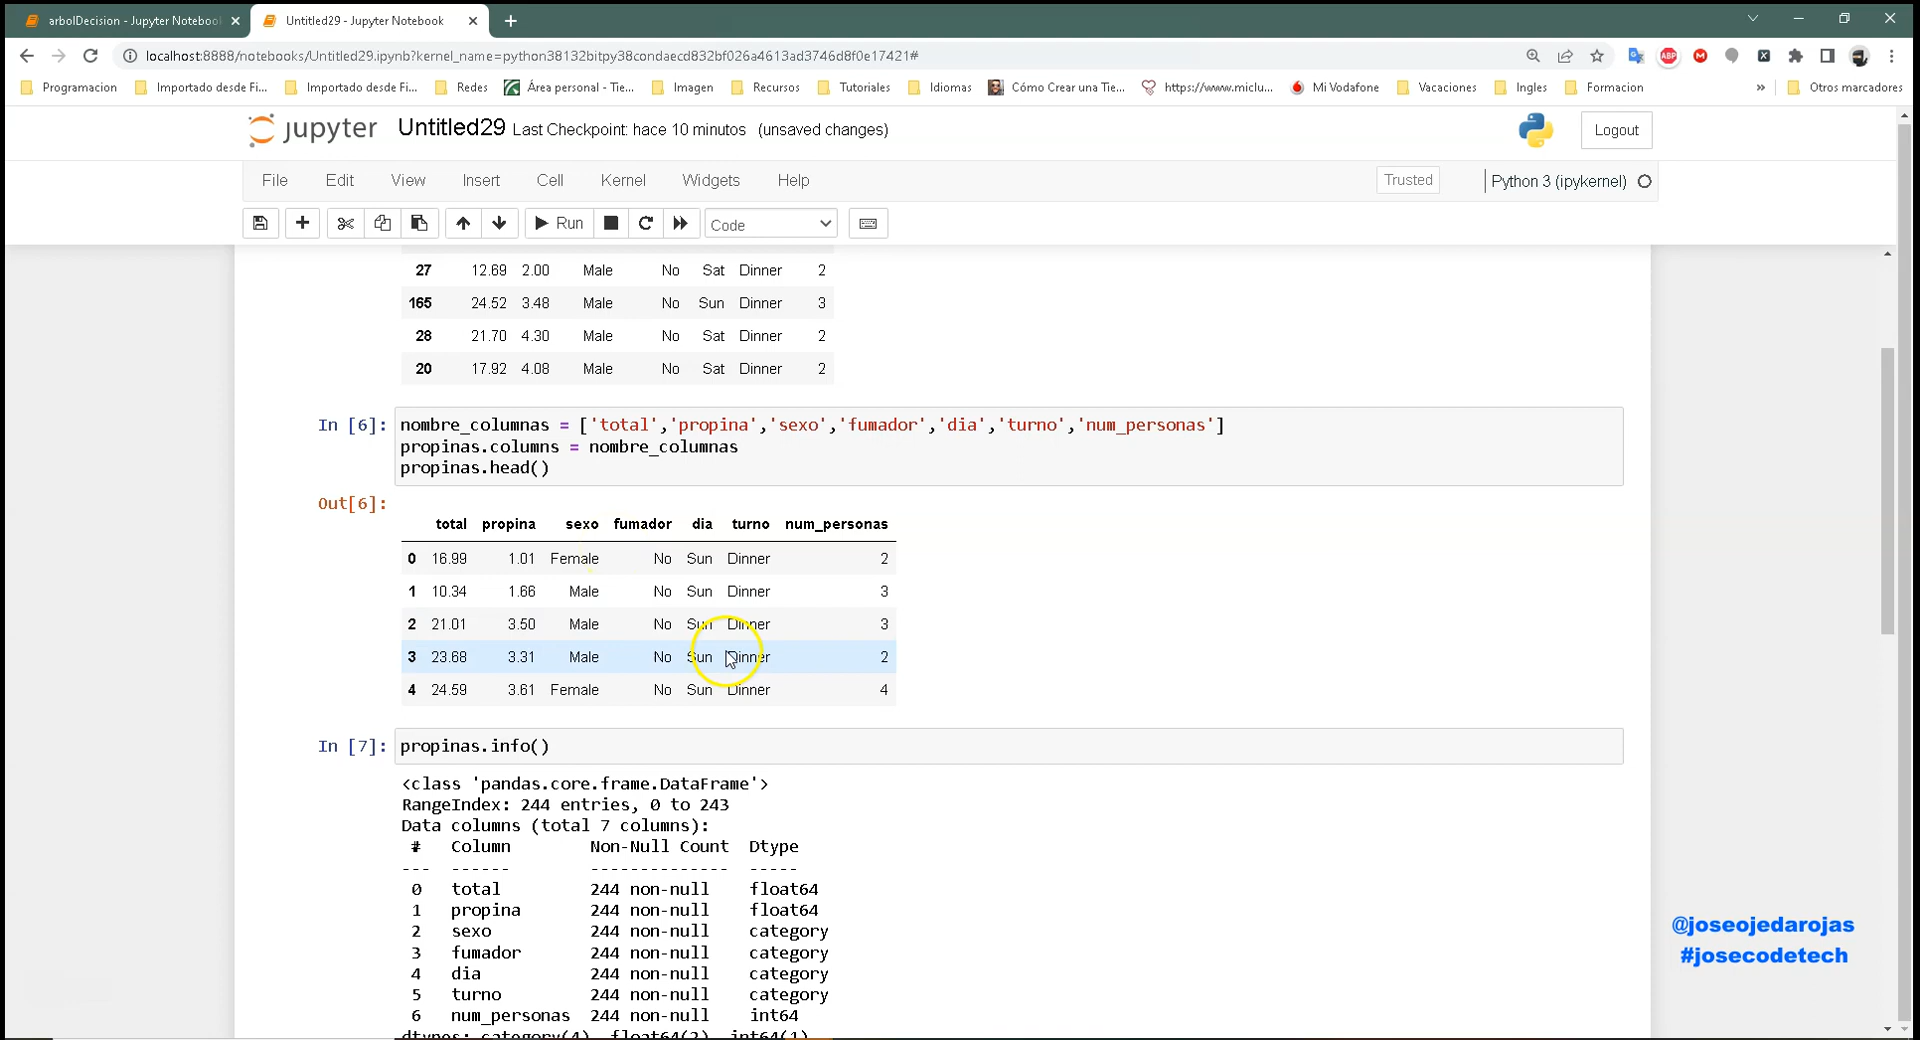 arbolDecision - Jupyter Notebook
Untitled29 - Jupyter Notebook
localhost:8888/notebooks/Untitled29.ipynb?kernel_name=python38132bitpy38condaecd832bf026a4613ad3746d8f0e17421#
Programacion Importado desde Fi... Importado desde Fi... Redes Área personal - Tie... Imagen Recursos Tutoriales Idiomas Cómo Crear una Tie... https://www.miclu... Mi Vodafone Vacaciones Ingles Formacion » Otros marcadores
jupyter Untitled29 Last Checkpoint: hace 10 minutos (unsaved changes) Logout
File Edit View Insert Cell Kernel Widgets Help Trusted Python 3 (ipykernel)
Run Code
27 12.69 2.00 Male No Sat Dinner 2
165 24.52 3.48 Male No Sun Dinner 3
28 21.70 4.30 Male No Sat Dinner 2
20 17.92 4.08 Male No Sat Dinner 2
In [6]: nombre_columnas = ['total','propina','sexo','fumador','dia','turno','num_personas']
propinas.columns = nombre_columnas
propinas.head()
Out[6]:
total propina sexo fumador dia turno num_personas
0 16.99 1.01 Female No Sun Dinner 2
1 10.34 1.66 Male No Sun Dinner 3
2 21.01 3.50 Male No Sun Dinner 3
3 23.68 3.31 Male No Sun Dinner 2
4 24.59 3.61 Female No Sun Dinner 4
In [7]: propinas.info()
<class 'pandas.core.frame.DataFrame'>
RangeIndex: 244 entries, 0 to 243
Data columns (total 7 columns):
# Column Non-Null Count Dtype
--- ------ -------------- -----
0 total 244 non-null float64
1 propina 244 non-null float64
2 sexo 244 non-null category
3 fumador 244 non-null category
4 dia 244 non-null category
5 turno 244 non-null category
6 num_personas 244 non-null int64
dtypes: category(4), float64(2), int64(1)
@joseojedarojas
#josecodetech